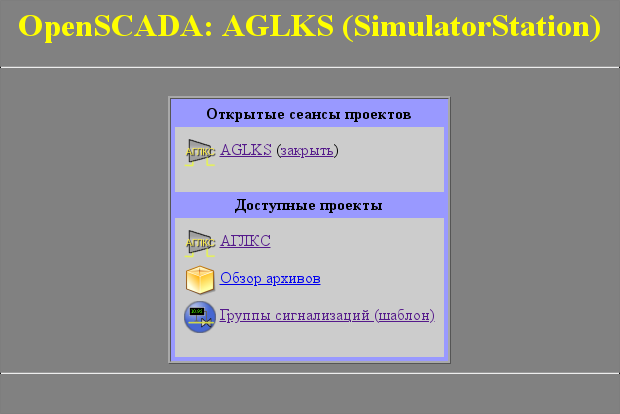 OpenSCADA: AGLKS (SimulatorStation)
Открытые сеансы проектов
АГЛКС AGLKS (закрыть)
Доступные проекты
АГЛКС АГЛКС
Обзор архивов
Группы сигнализаций (шаблон)